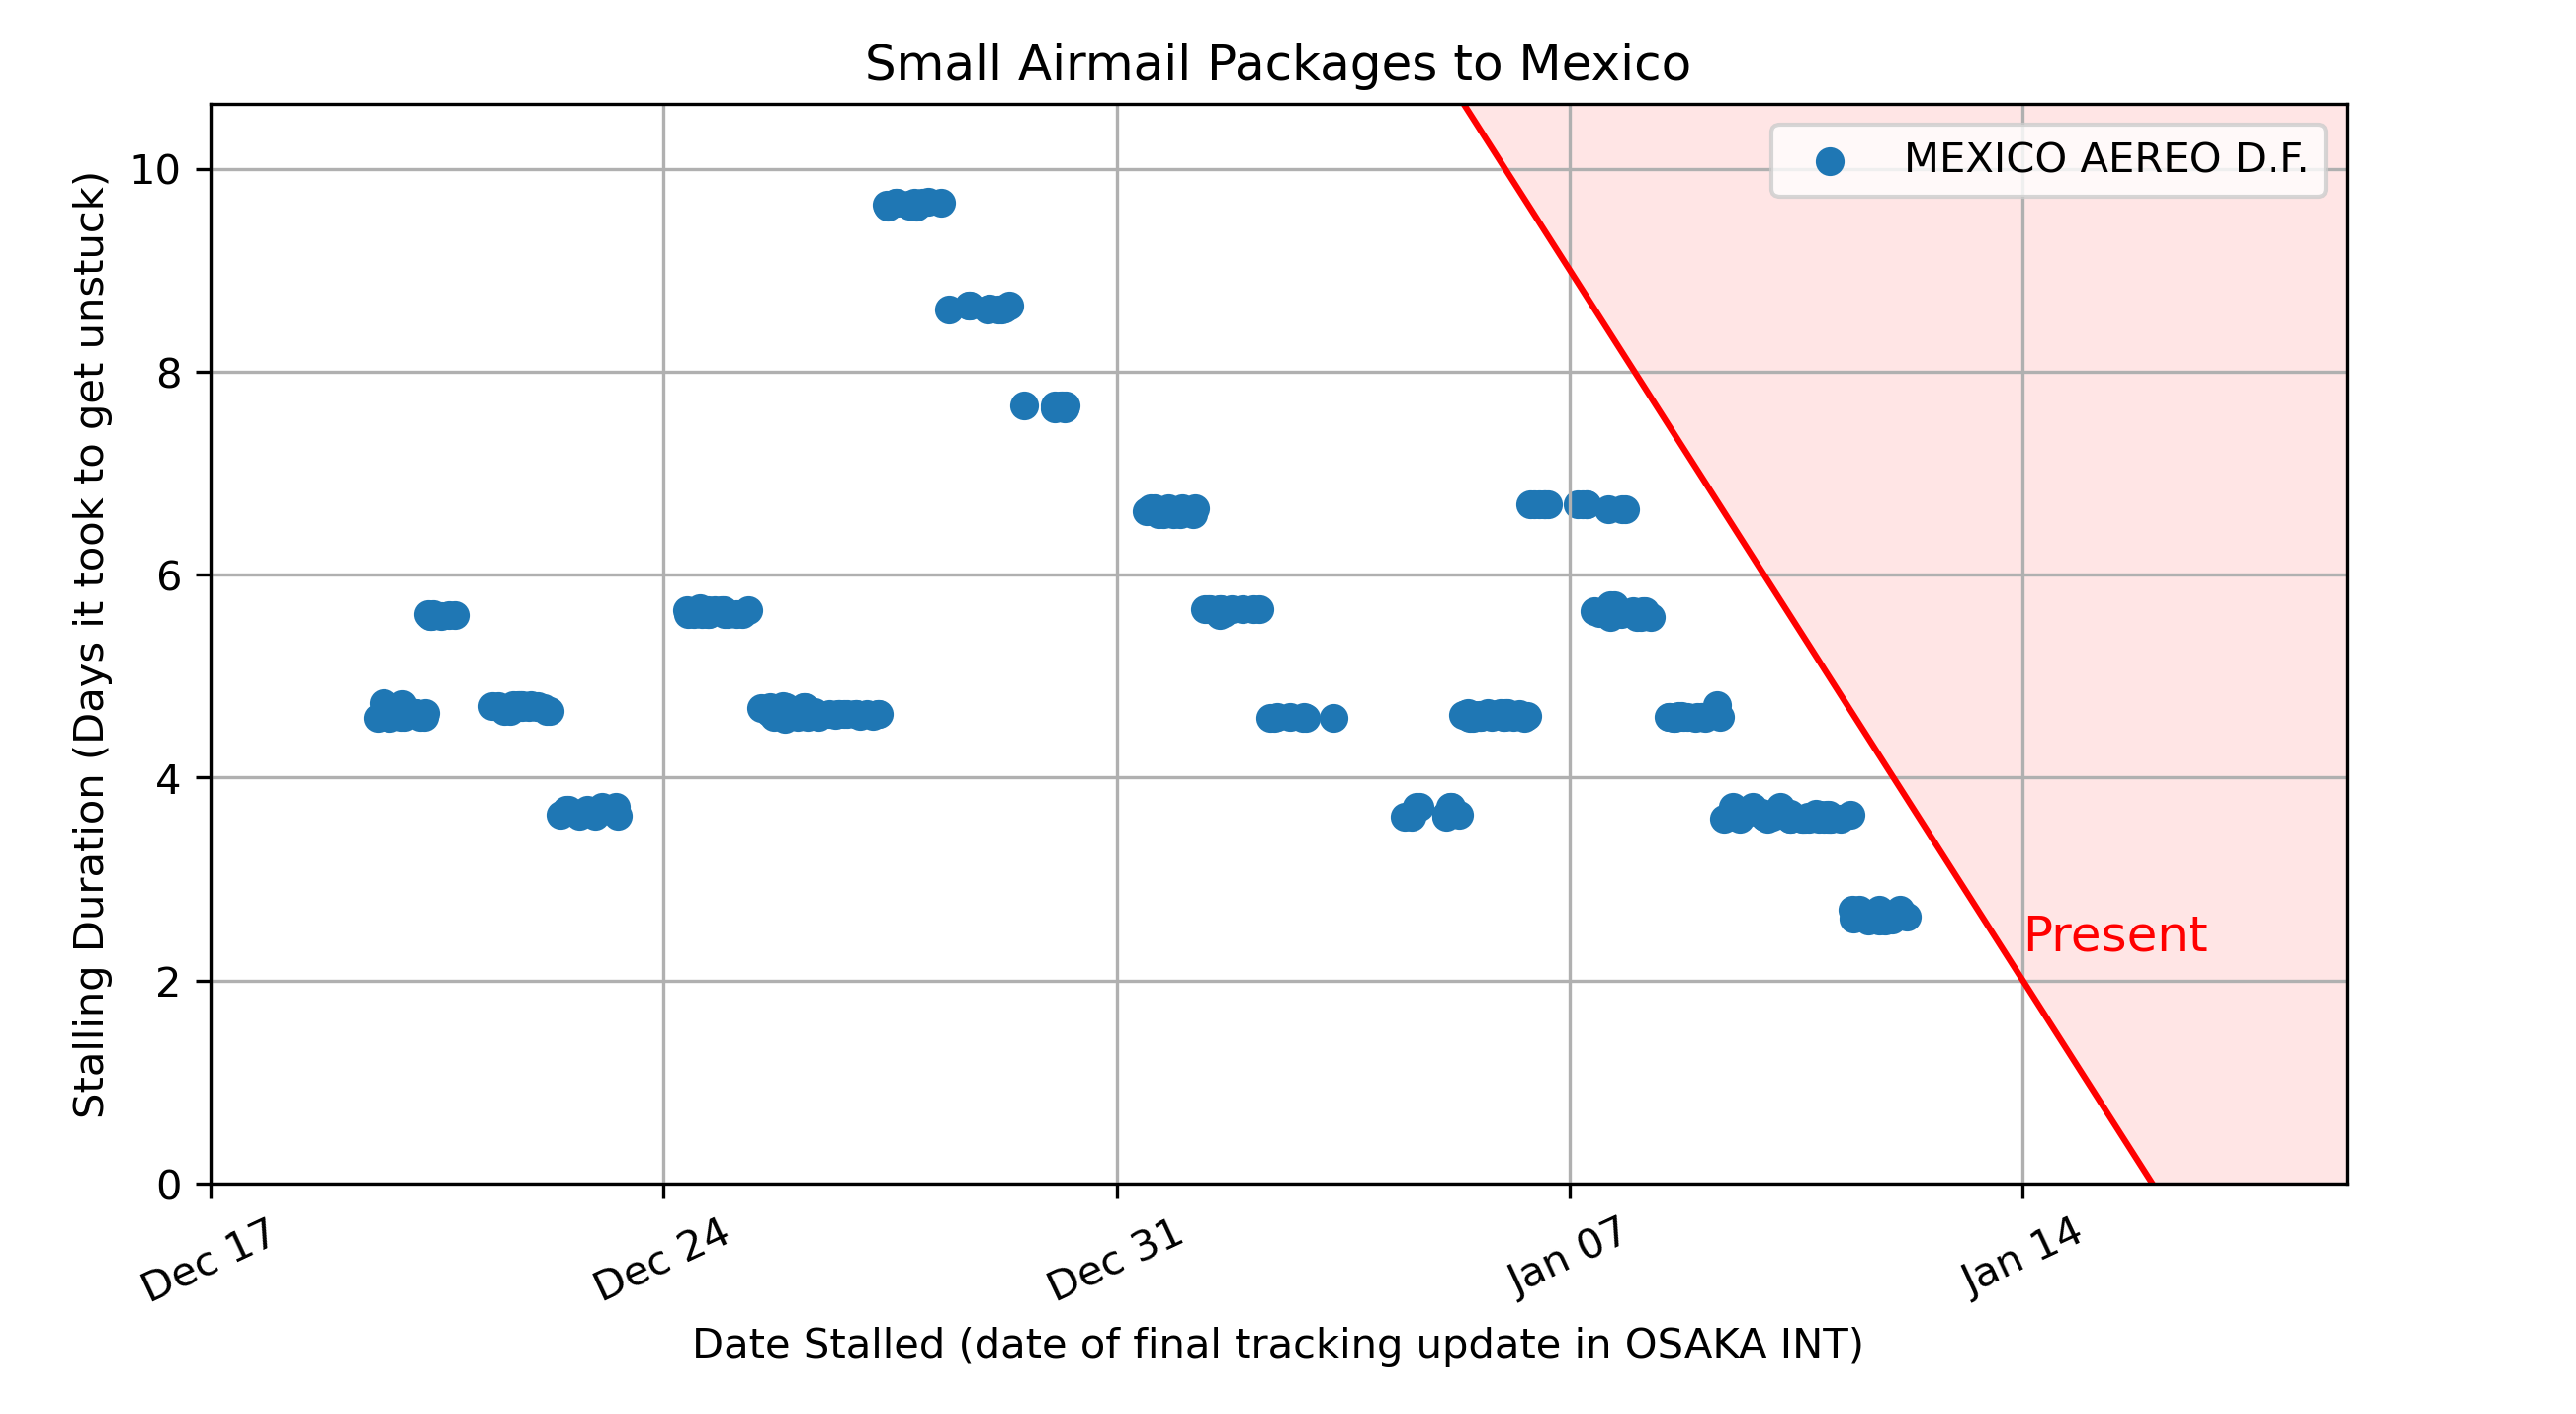 Small Airmail Packages to Mexico
MEXICO AEREO D.F.
Stalling Duration (Days it took to get unstuck)
10
8
6
4
2
0
Present
Dec 17
Dec 24
Dec 31
Jan 07
Jan 14
Date Stalled (date of final tracking update in OSAKA INT)